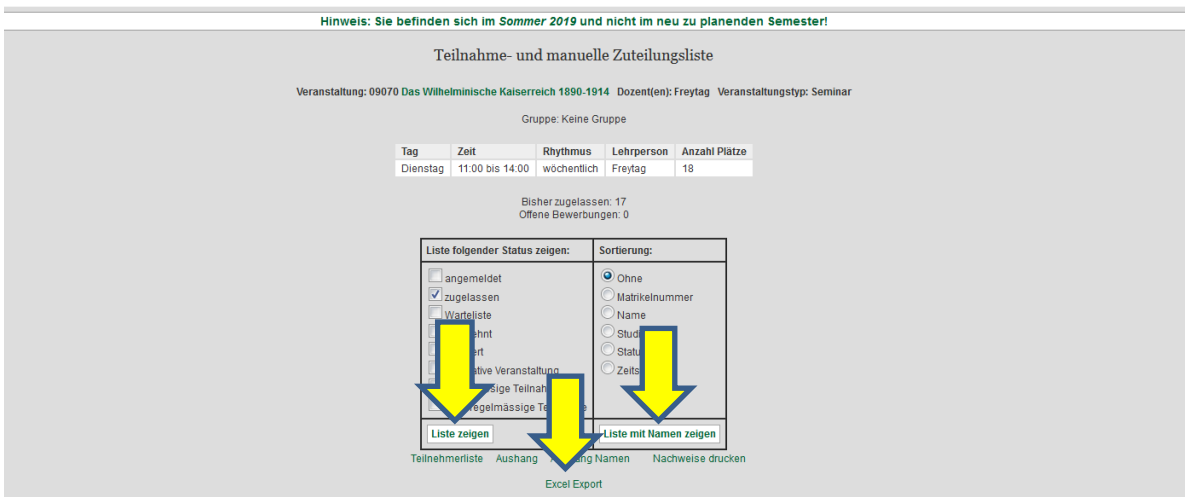 Hinweis: Sie befinden sich im Sommer 2019 und nicht im neu zu planenden Semester!
Teilnahme- und manuelle Zuteilungsliste
Veranstaltung: 09070 Das Wilhelminische Kaiserreich 1890-1914 Dozent(en): Freytag Veranstaltungstyp: Seminar
Gruppe: Keine Gruppe
Tag Zeit Rhythmus Lehrperson Anzahl Plätze
Dienstag 11:00 bis 14:00 wöchentlich Freytag 18
Bisher zugelassen: 17
Offene Bewerbungen: 0
Liste folgender Status zeigen: Sortierung:
angemeldet Ohne
zugelassen Matrikelnummer
Warteliste Name
Veranstaltung
Liste zeigen Liste mit Namen zeigen
Teilnehmerliste Aushang Namen Nachweise drucken
Excel Export